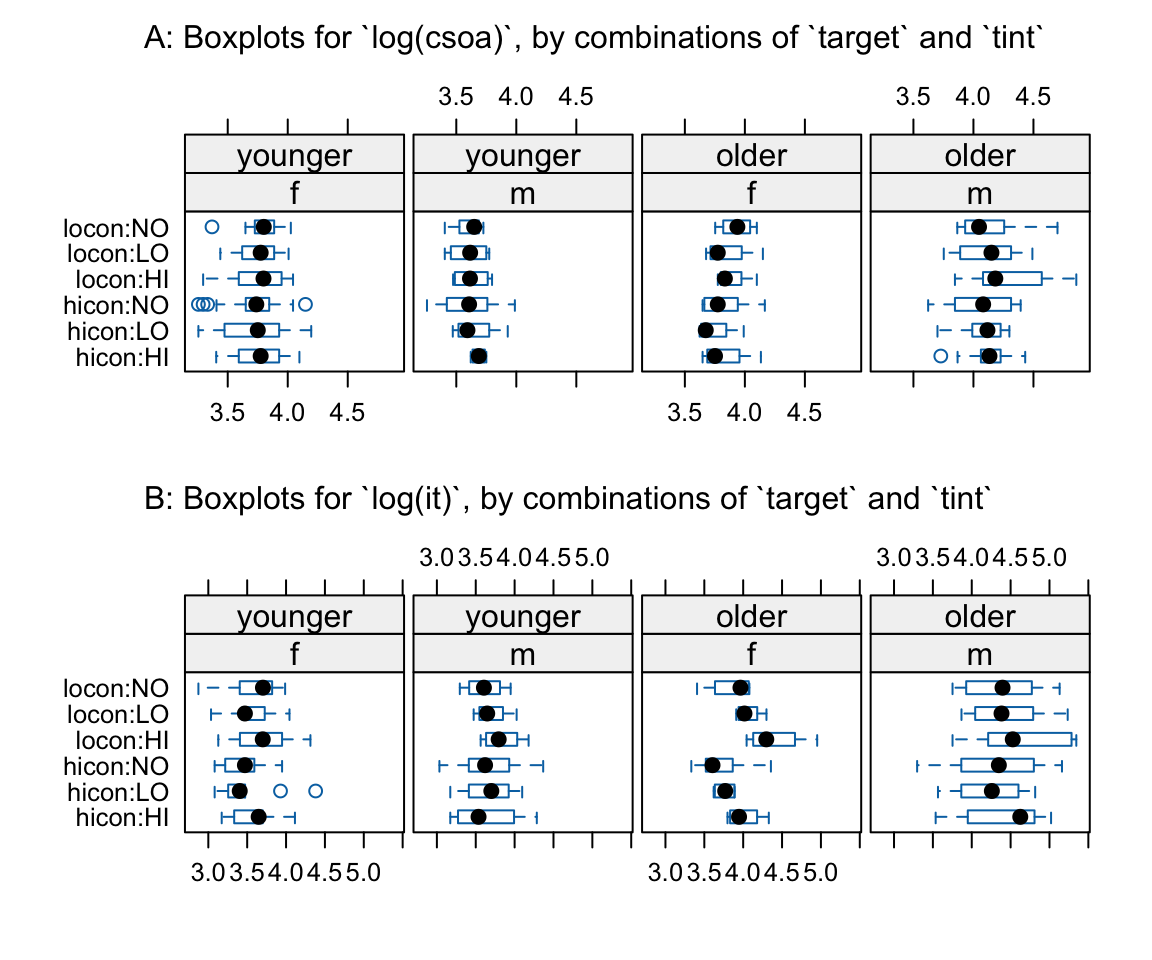 A: Boxplots for `log(csoa)`, by combinations of `target` and `tint`
3.5 4.0 4.5 3.5 4.0 4.5
younger younger older older
f m f m
locon:NO
locon:LO
locon:HI
hicon:NO
hicon:LO
hicon:HI
3.5 4.0 4.5 3.5 4.0 4.5
B: Boxplots for `log(it)`, by combinations of `target` and `tint`
3.0 3.5 4.0 4.5 5.0 3.0 3.5 4.0 4.5 5.0
younger younger older older
f m f m
locon:NO
locon:LO
locon:HI
hicon:NO
hicon:LO
hicon:HI
3.0 3.5 4.0 4.5 5.0 3.0 3.5 4.0 4.5 5.0